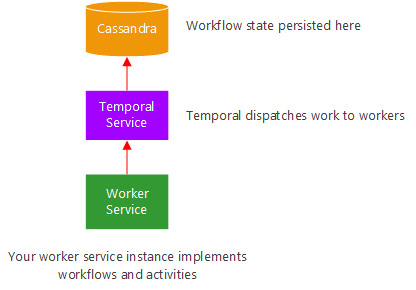 Cassandra
Workflow state persisted here
Temporal
Service
Temporal dispatches work to workers
Worker
Service
Your worker service instance implements
workflows and activities